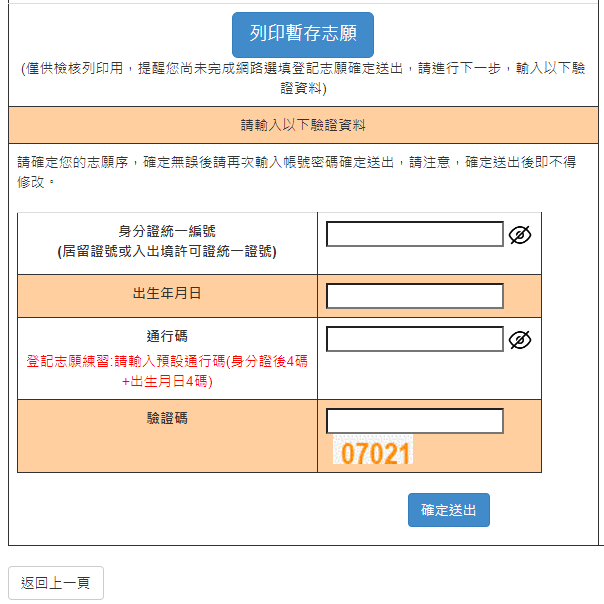 列印暫存志願
(僅供檢核列印用，提醒您尚未完成網路選填登記志願確定送出，請進行下一步，輸入以下驗
證資料)
請輸入以下驗證資料
請確定您的志願序，確定無誤後請再次輸入帳號密碼確定送出，請注意，確定送出後即不得
修改。
身分證統一編號
(居留證號或入出境許可證統一證號)
出生年月日
通行碼
登記志願練習:請輸入預設通行碼(身分證後4碼
+出生月日4碼)
驗證碼
07021
確定送出
返回上一頁